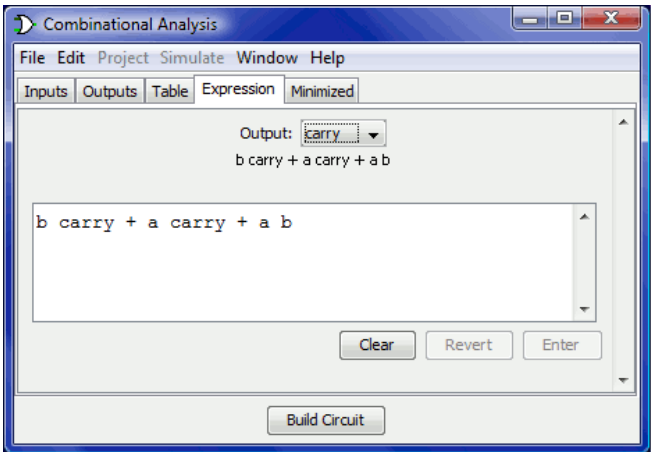 Combinational Analysis
File Edit Project Simulate Window Help
Inputs Outputs Table Expression Minimized
Output: carry
b carry + a carry + a b
b carry + a carry + a b
Clear Revert Enter
Build Circuit